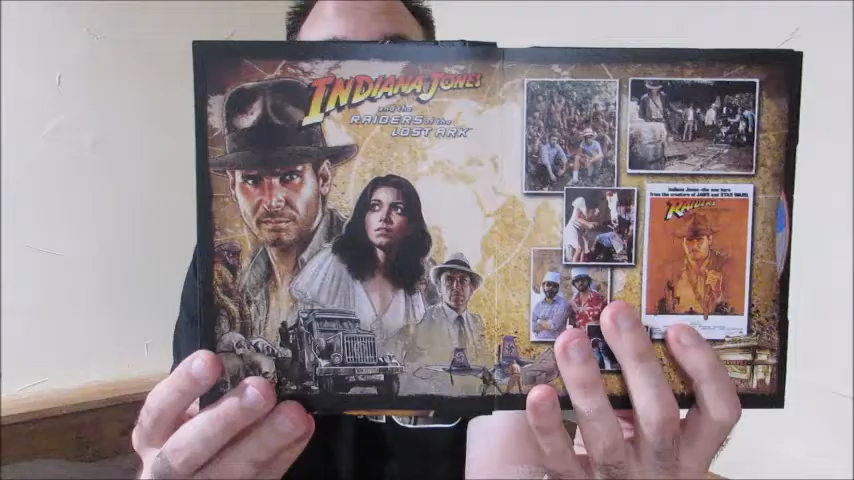 INDIANA JONES
and the
RAIDERS of the
LOST ARK™
Indiana Jones–the new hero
from the creators of JAWS and STAR WARS.
RAIDERS